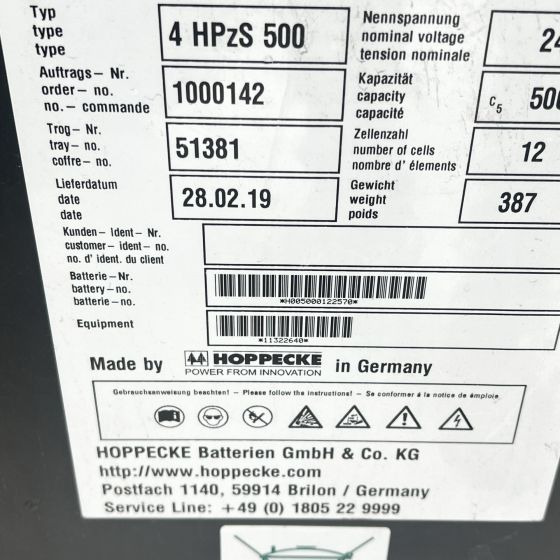 Typ
type
type
4 HPzS 500
Nennspannung
nominal voltage
tension nominale
24
Auftrags– Nr.
order– no.
no.– commande
1000142
Kapazität
capacity
capacité
C5 500
Trog– Nr.
tray– no.
coffre– no.
51381
Zellenzahl
number of cells
nombre d' élements
12
Lieferdatum
date
date
28.02.19
Gewicht
weight
poids
387
Kunden– Ident– Nr.
customer– ident– no.
no. d' ident. du client
Batterie–Nr.
battery–no.
batterie–no.
*H005000122570*
Equipment
*11322640*
Made by HOPPECKE in Germany
POWER FROM INNOVATION
Gebrauchsanweisung beachten! – Please follow the instructions! – Se conformer à la notice de émploie
HOPPECKE Batterien GmbH & Co. KG
http://www.hoppecke.com
Postfach 1140, 59914 Brilon / Germany
Service Line: +49 (0) 1805 22 9999